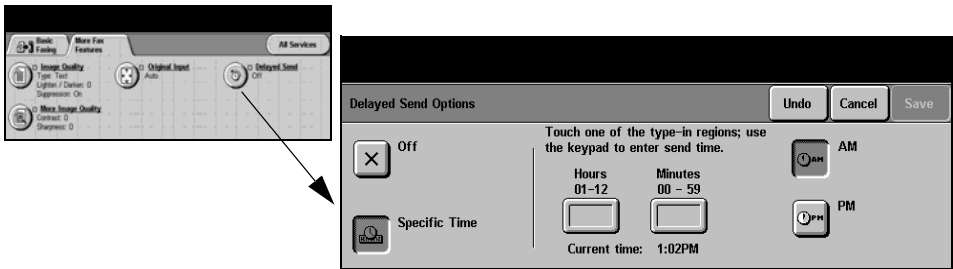 Basic Faxing
More Fax Features
All Services
Image Quality
Type: Text
Lighten / Darken: 0
Suppression: On
Original Input
Auto
Delayed Send
Off
More Image Quality
Contrast: 0
Sharpness: 0
Delayed Send Options
Undo
Cancel
Save
Off
Specific Time
Touch one of the type-in regions; use
the keypad to enter send time.
Hours
01-12
Minutes
00 - 59
Current time: 1:02PM
AM
AM
PM
PM